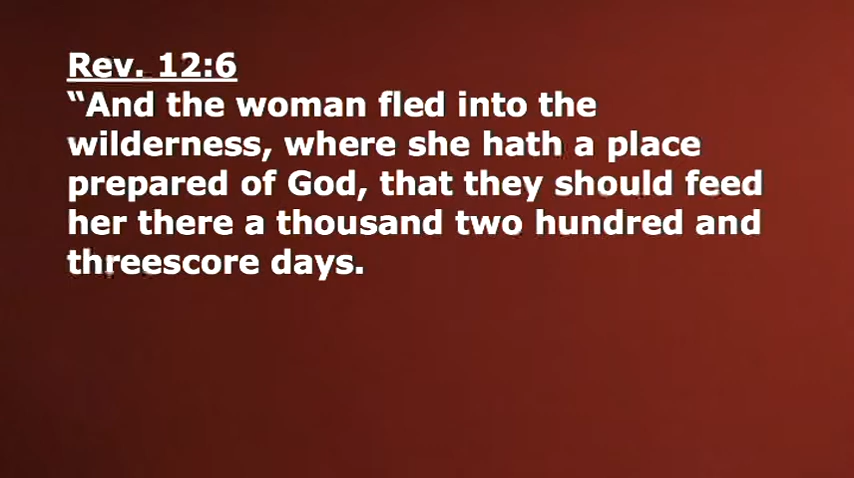 Rev. 12:6
“And the woman fled into the
wilderness, where she hath a place
prepared of God, that they should feed
her there a thousand two hundred and
threescore days.